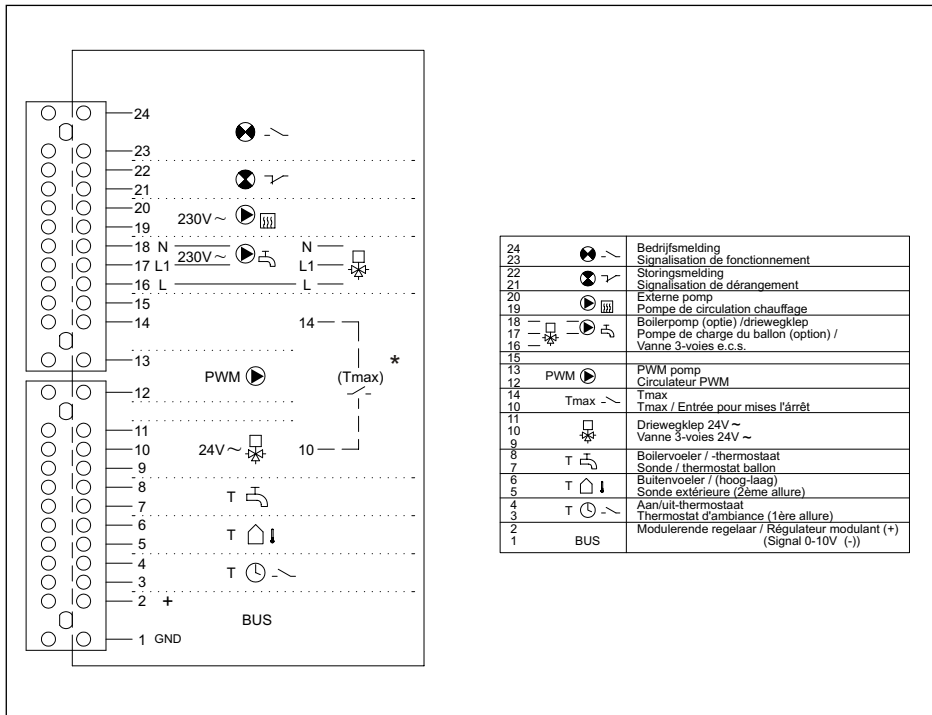 24
23
22
21
20
230V ~
19
18 N
N
230V ~
17 L1
L1
16 L
L
15
14
14
13
*
PWM
(Tmax)
12
11
10
24V ~
10
9
8
T
7
6
T
5
4
T
3
2 +
BUS
1 GND
24 Bedrijfsmelding
23 Signalisation de fonctionnement
22 Storingsmelding
21 Signalisation de dérangement
20 Externe pomp
19 Pompe de circulation chauffage
18 Boilerpomp (optie) /driewegklep
17 Pompe de charge du ballon (option) /
16 Vanne 3-voies e.c.s.
15
13 PWM pomp
PWM
12 Circulateur PWM
14 Tmax
Tmax
10 Tmax / Entrée pour mises l'árrêt
11
10 Driewegklep 24V ~
Vanne 3-voies 24V ~
9
8 Boilervoeler / -thermostaat
T
7 Sonde / thermostat ballon
6 Buitenvoeler / (hoog-laag)
T
5 Sonde extérieure (2ème allure)
4 Aan/uit-thermostaat
T
3 Thermostat d'ambiance (1ère allure)
2 Modulerende regelaar / Régulateur modulant (+)
1 BUS (Signal 0-10V (-))